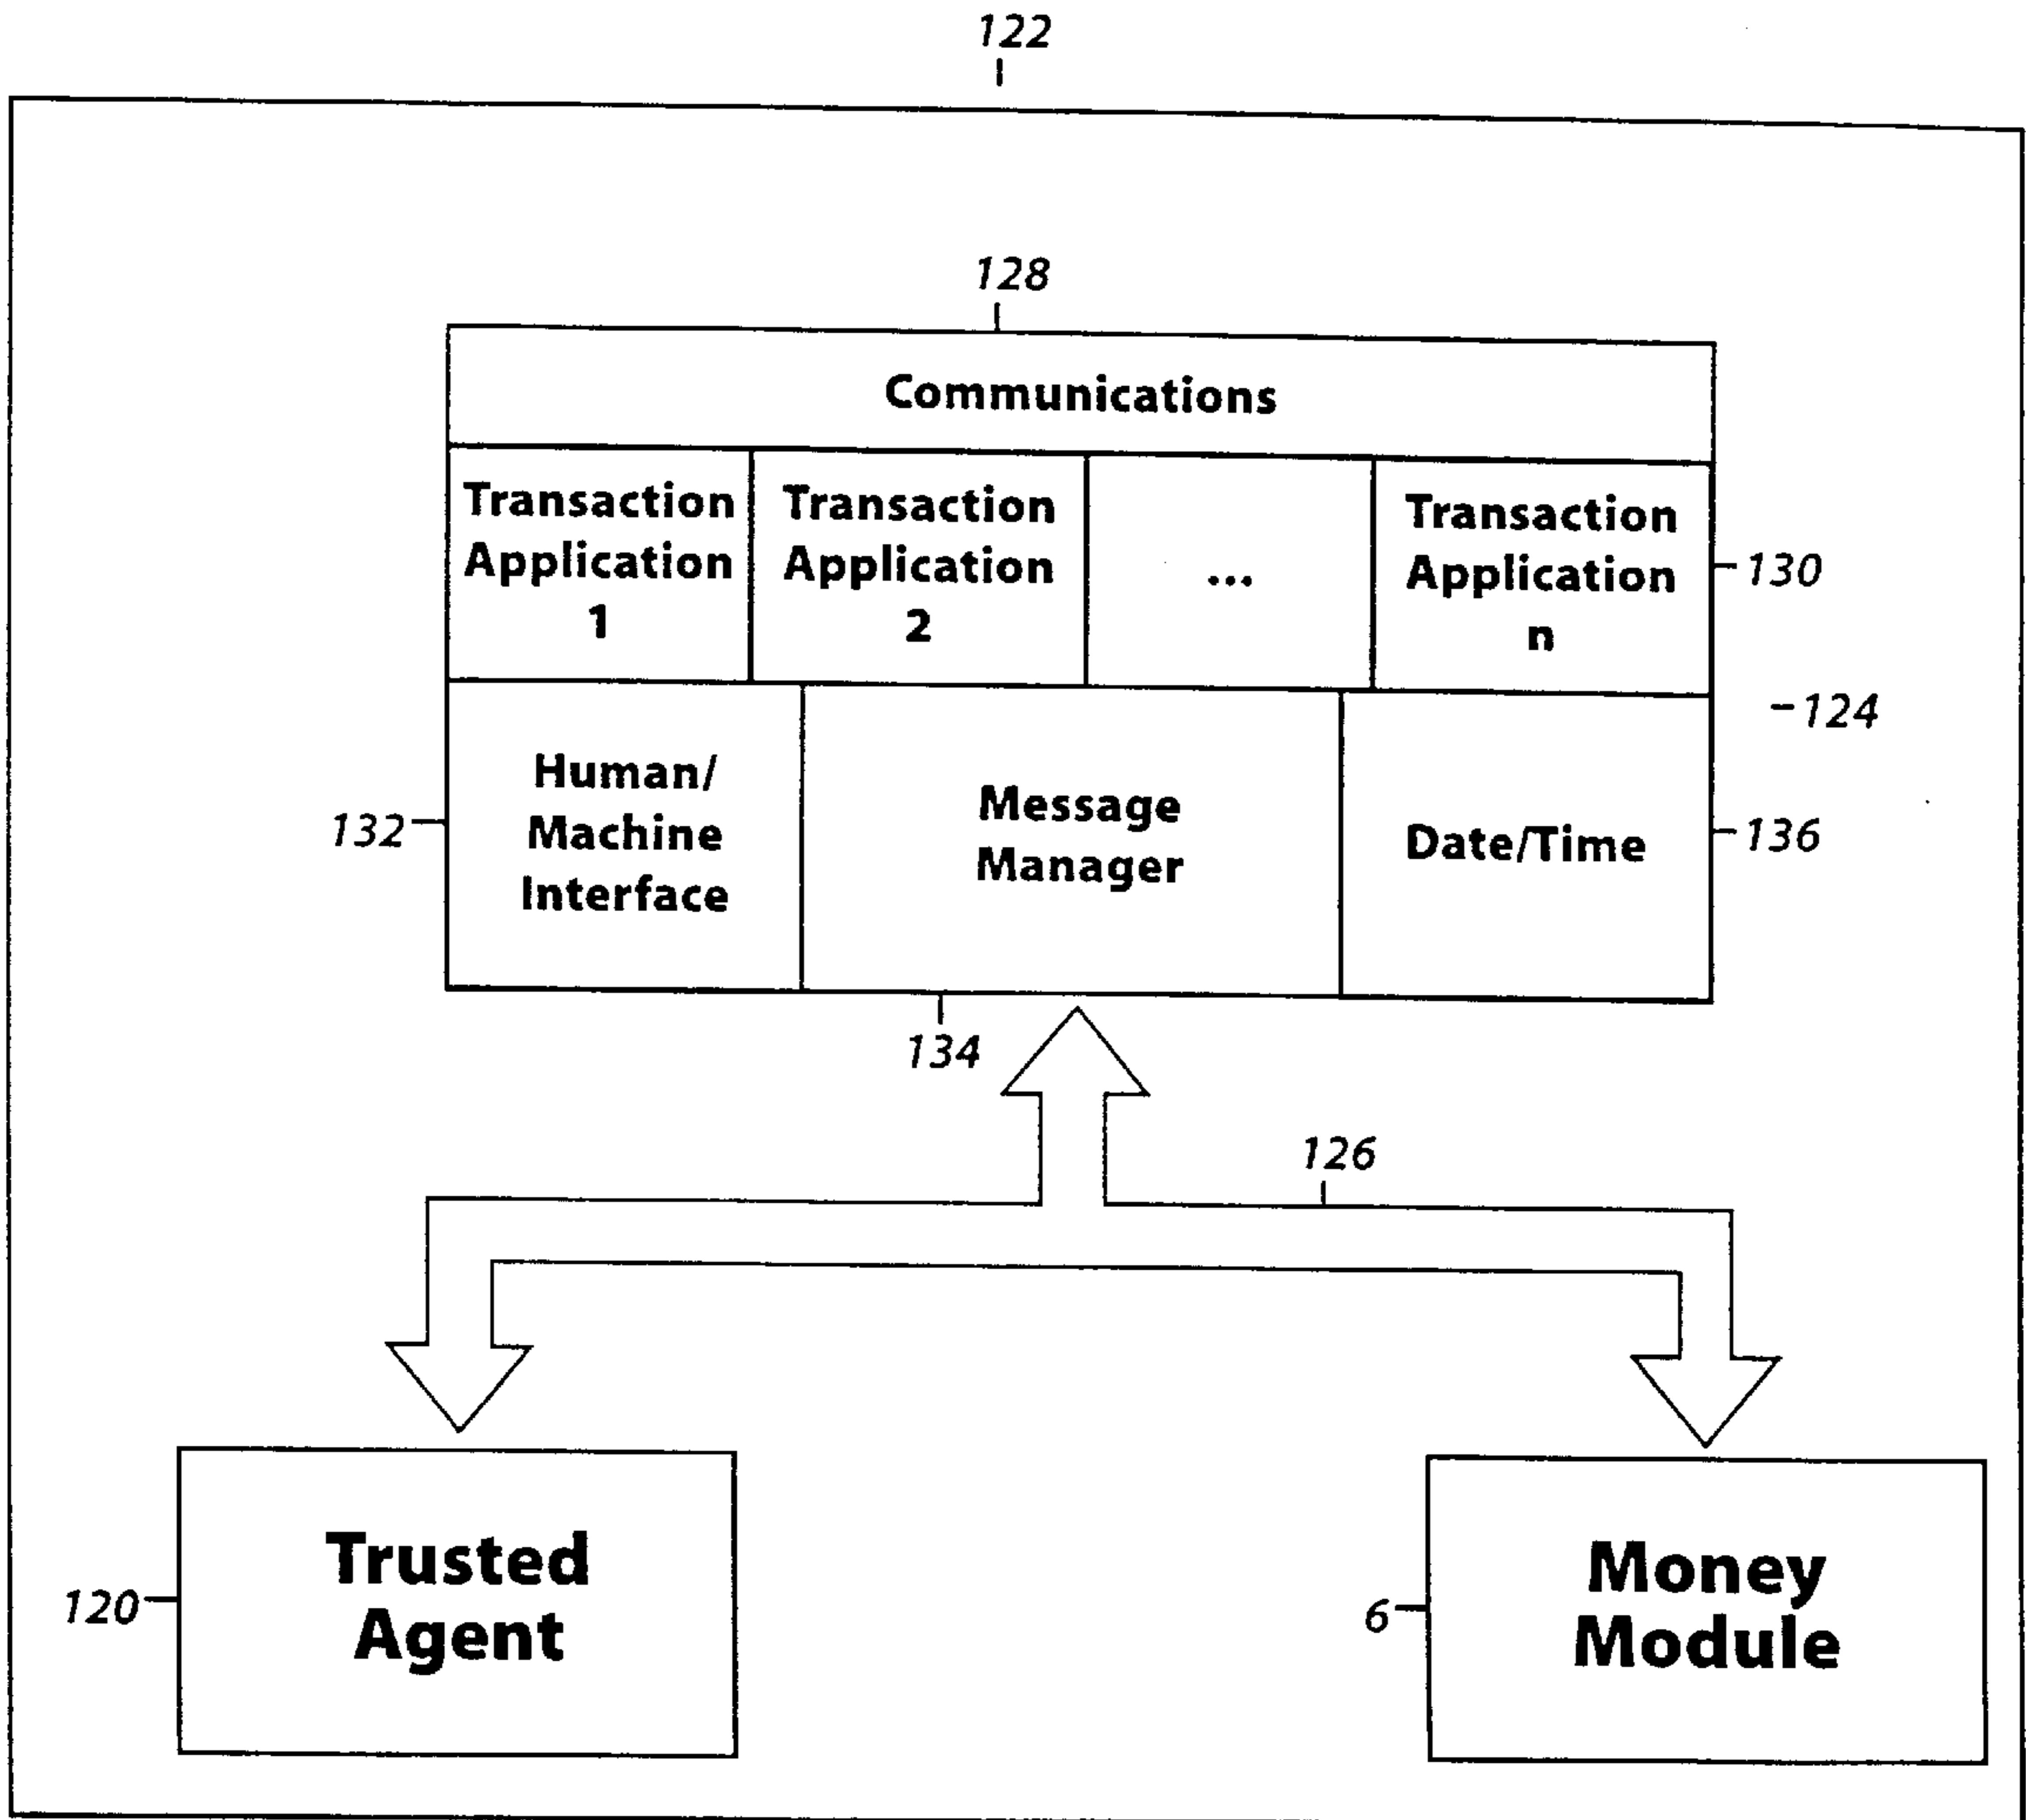 122
128
Communications
Transaction
Application
1
Transaction
Application
2
...
Transaction
Application
n
130
124
132
Human/
Machine
Interface
Message
Manager
Date/Time
136
134
126
120
Trusted
Agent
6
Money
Module